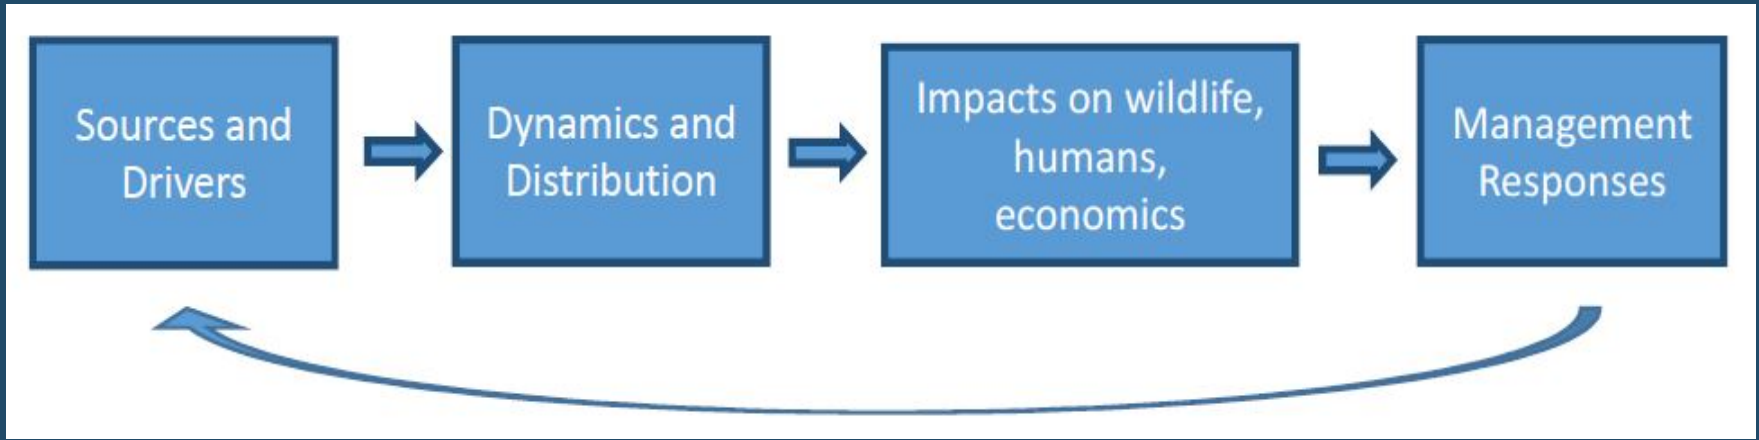 Sources and
Drivers
Dynamics and
Distribution
Impacts on wildlife,
humans,
economics
Management
Responses